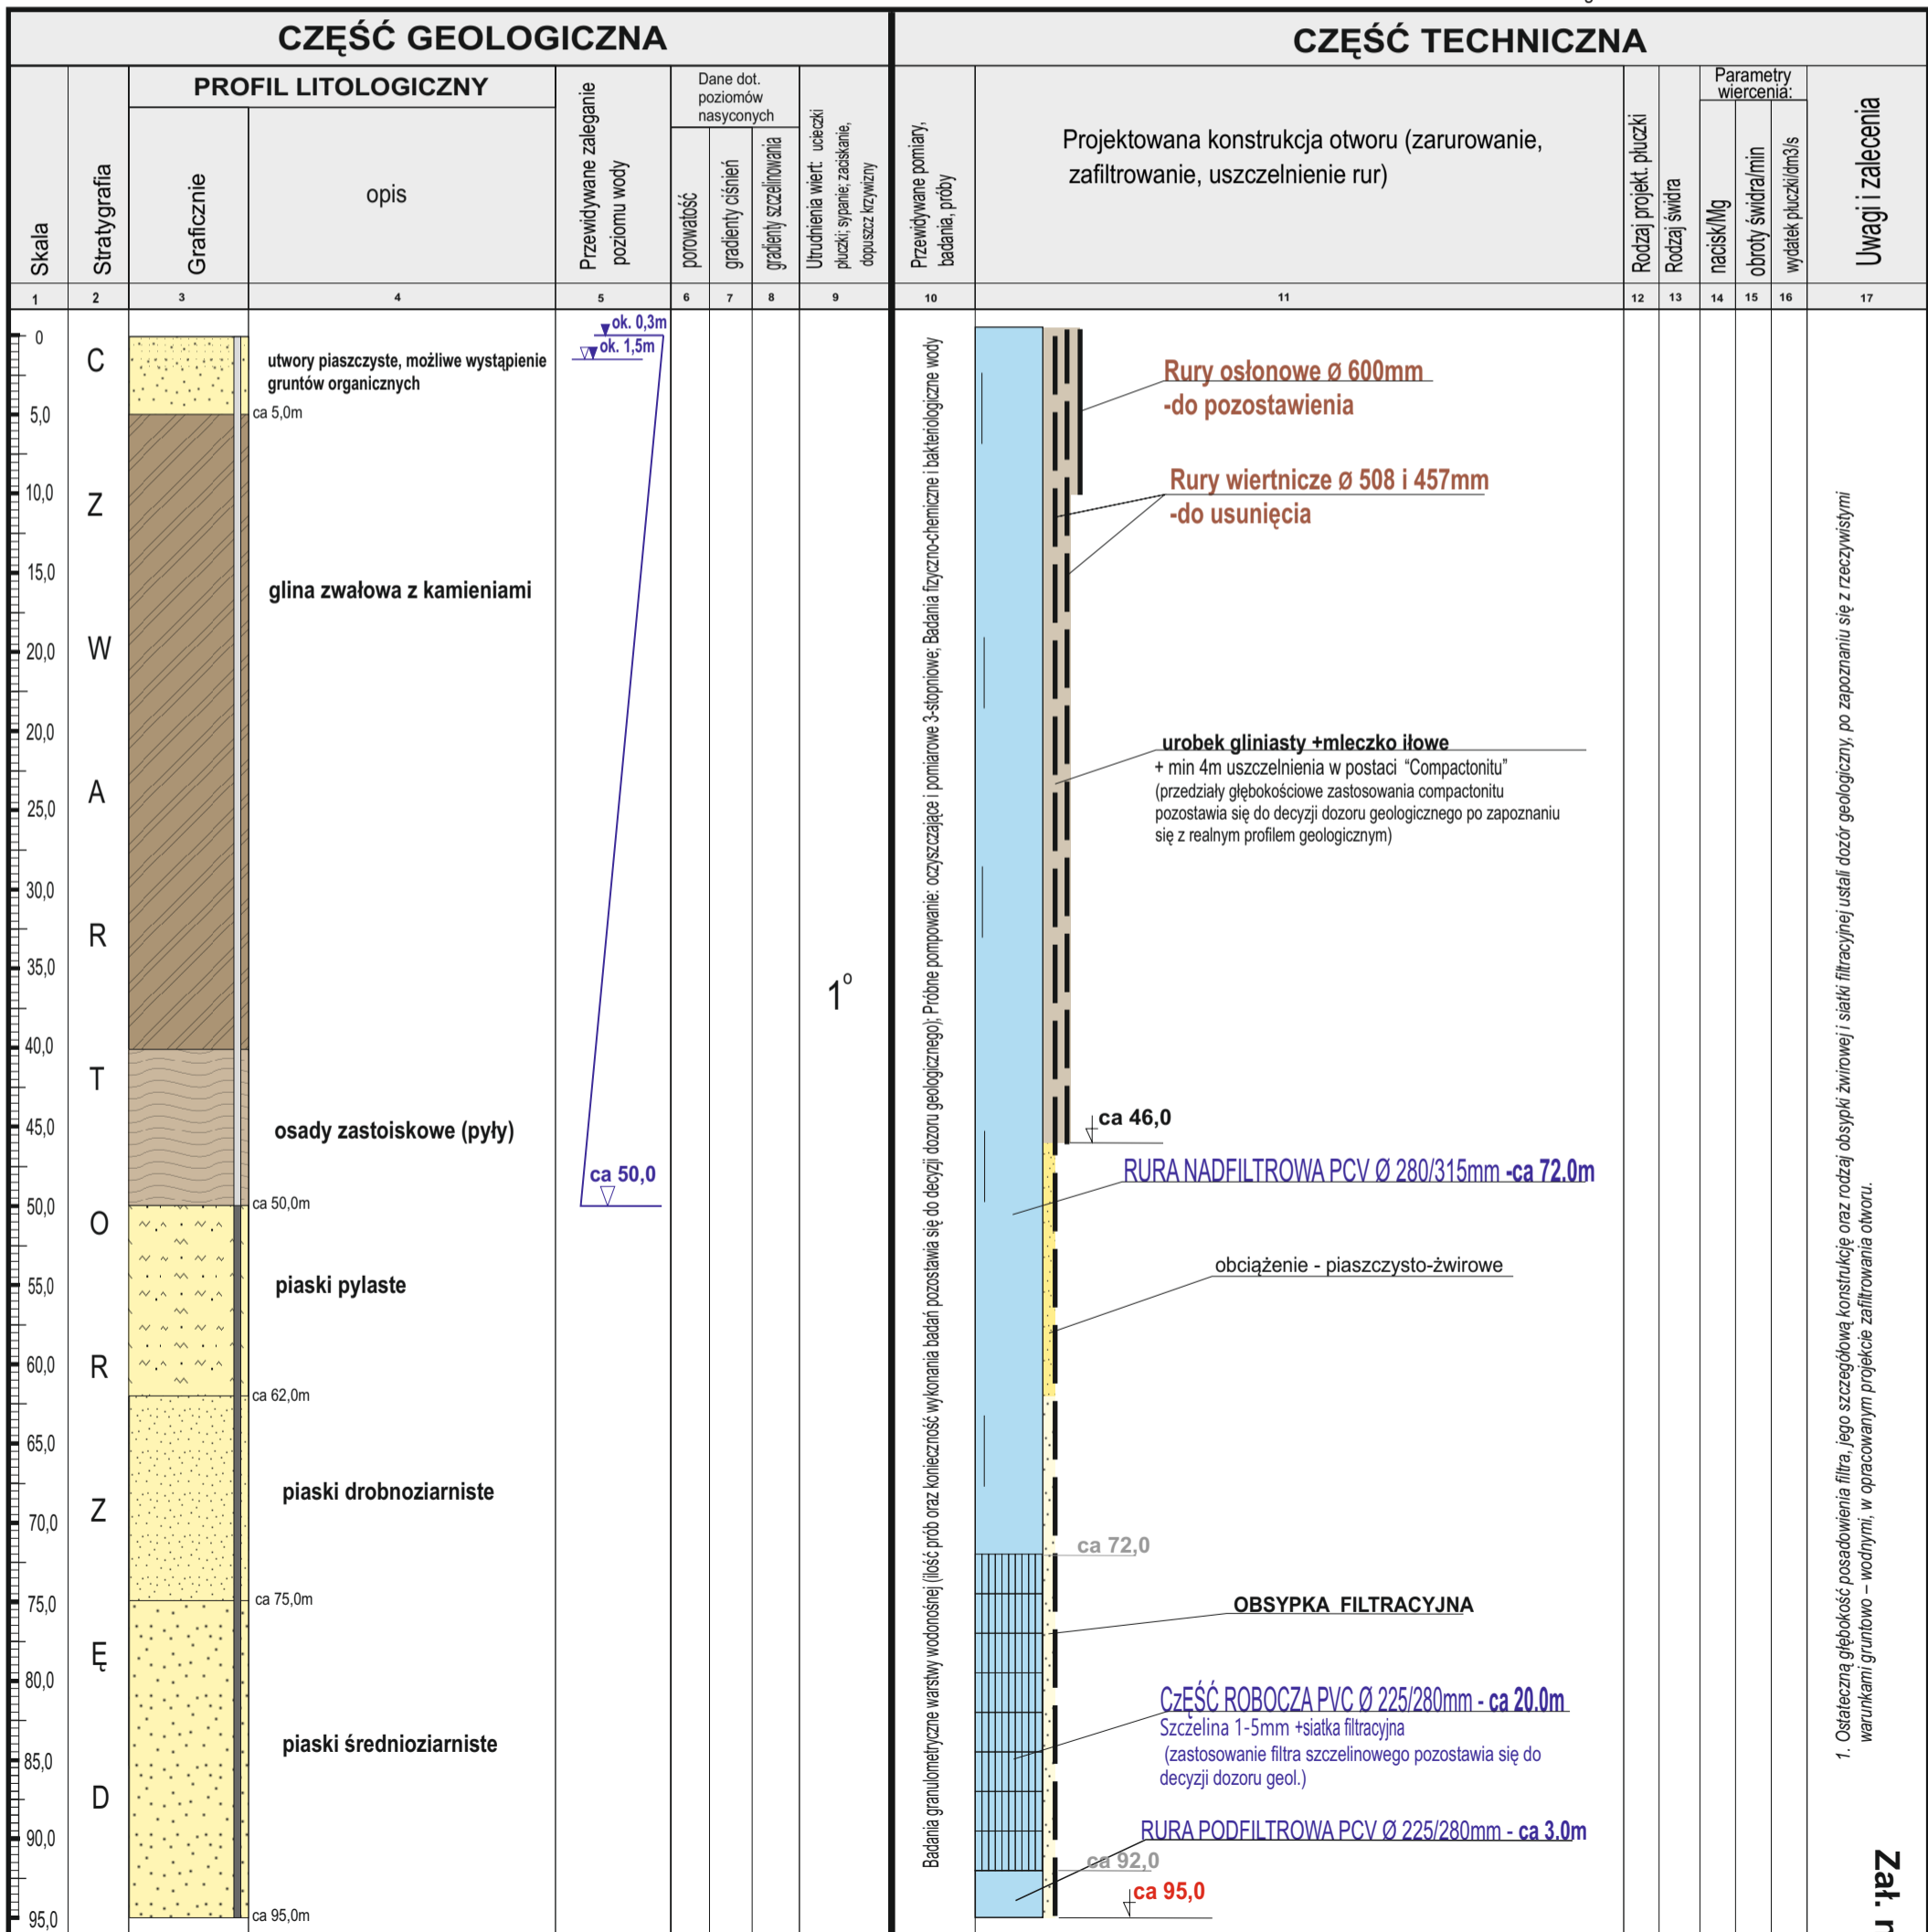 CZĘŚĆ GEOLOGICZNA
CZĘŚĆ TECHNICZNA
Skala
Stratygrafia
PROFIL LITOLOGICZNY
Graficznie
opis
Przewidywane zaleganie
poziomu wody
Dane dot.
poziomów
nasyconych
porowatość
gradienty ciśnień
gradienty szczelinowania
Utrudnienia wiert: ucieczki
płuczki; sypanie; zaciskanie,
dopuszcz krzywizny
Przewidywane pomiary,
badania, próby
Projektowana konstrukcja otworu (zarurowanie,
zafiltrowanie, uszczelnienie rur)
Rodzaj projekt. płuczki
Rodzaj świdra
Parametry
wiercenia:
nacisk/Mg
obroty świdra/min
wydatek płuczki/dm3/s
Uwagi i zalecenia
1 2 3 4 5 6 7 8 9 10 11 12 13 14 15 16 17
0
5,0
10,0
15,0
20,0
20,0
25,0
30,0
35,0
40,0
45,0
50,0
55,0
60,0
65,0
70,0
75,0
80,0
85,0
90,0
95,0
C
Z
W
A
R
T
O
R
Z
Ę
D
utwory piaszczyste, możliwe wystąpienie
gruntów organicznych
ca 5,0m
glina zwałowa z kamieniami
osady zastoiskowe (pyły)
ca 50,0m
piaski pylaste
ca 62,0m
piaski drobnoziarniste
ca 75,0m
piaski średnioziarniste
ca 95,0m
ok. 0,3m
ok. 1,5m
ca 50,0
1°
Badania granulometryczne warstwy wodonośnej (ilość prób oraz konieczność wykonania badań pozostawia się do decyzji dozoru geologicznego); Próbne pompowanie: oczyszczające i pomiarowe 3-stopniowe; Badania fizyczno-chemiczne i bakteriologiczne wody
Rury osłonowe Ø 600mm
-do pozostawienia
Rury wiertnicze Ø 508 i 457mm
-do usunięcia
urobek gliniasty +mleczko iłowe
+ min 4m uszczelnienia w postaci “Compactonitu”
(przedziały głębokościowe zastosowania compactonitu
pozostawia się do decyzji dozoru geologicznego po zapoznaniu
się z realnym profilem geologicznym)
ca 46,0
RURA NADFILTROWA PCV Ø 280/315mm -ca 72.0m
obciążenie - piaszczysto-żwirowe
ca 72,0
OBSYPKA FILTRACYJNA
CzĘŚĆ ROBOCZA PVC Ø 225/280mm - ca 20.0m
Szczelina 1-5mm +siatka filtracyjna
(zastosowanie filtra szczelinowego pozostawia się do
decyzji dozoru geol.)
RURA PODFILTROWA PCV Ø 225/280mm - ca 3.0m
ca 92,0
ca 95,0
1. Ostateczną głębokość posadowienia filtra, jego szczegółową konstrukcję oraz rodzaj obsypki żwirowej i siatki filtracyjnej ustali dozór geologiczny, po zapoznaniu się z rzeczywistymi
warunkami gruntowo – wodnymi, w opracowanym projekcie zafiltrowania otworu.
Zał.